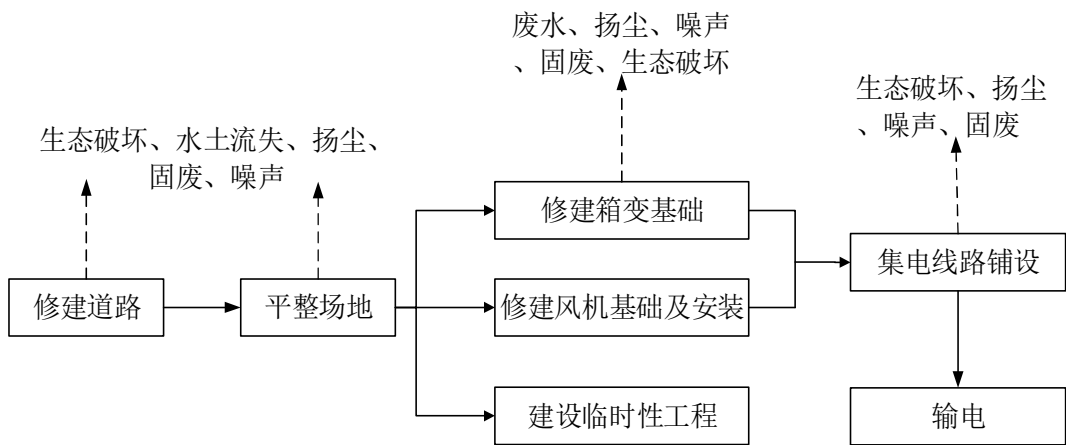 废水、扬尘、噪声
、固废、生态破坏
生态破坏、扬尘
、噪声、固废
生态破坏、水土流失、扬尘、
固废、噪声
修建箱变基础
集电线路铺设
修建道路
平整场地
修建风机基础及安装
建设临时性工程
输电